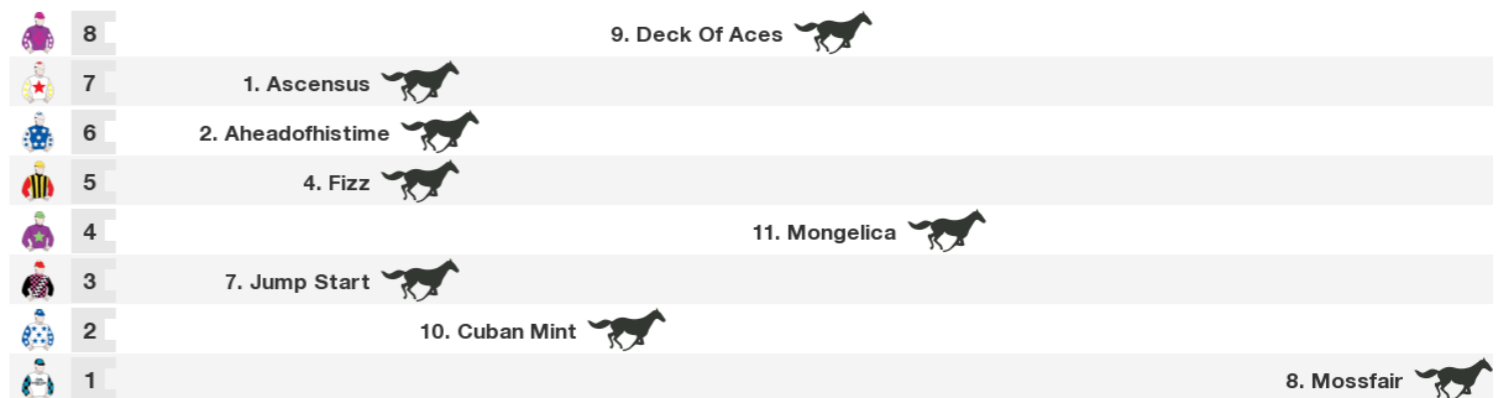 8 9. Deck Of Aces
7 1. Ascensus
6 2. Aheadofhistime
5 4. Fizz
4 11. Mongelica
3 7. Jump Start
2 10. Cuban Mint
1 8. Mossfair